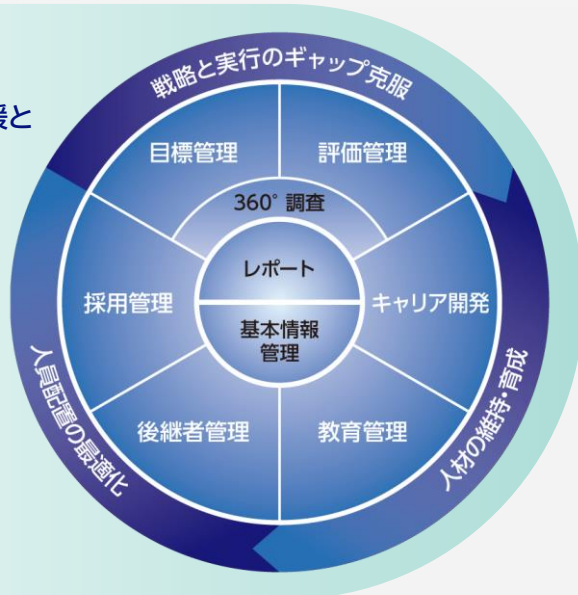 戦略と実行のギャップ克服
援と
目標管理
評価管理
360° 調査
レポート
採用管理
キャリア開発
基本情報
管理
後継者管理
教育管理
人員配置の最適化
人材の維持・育成